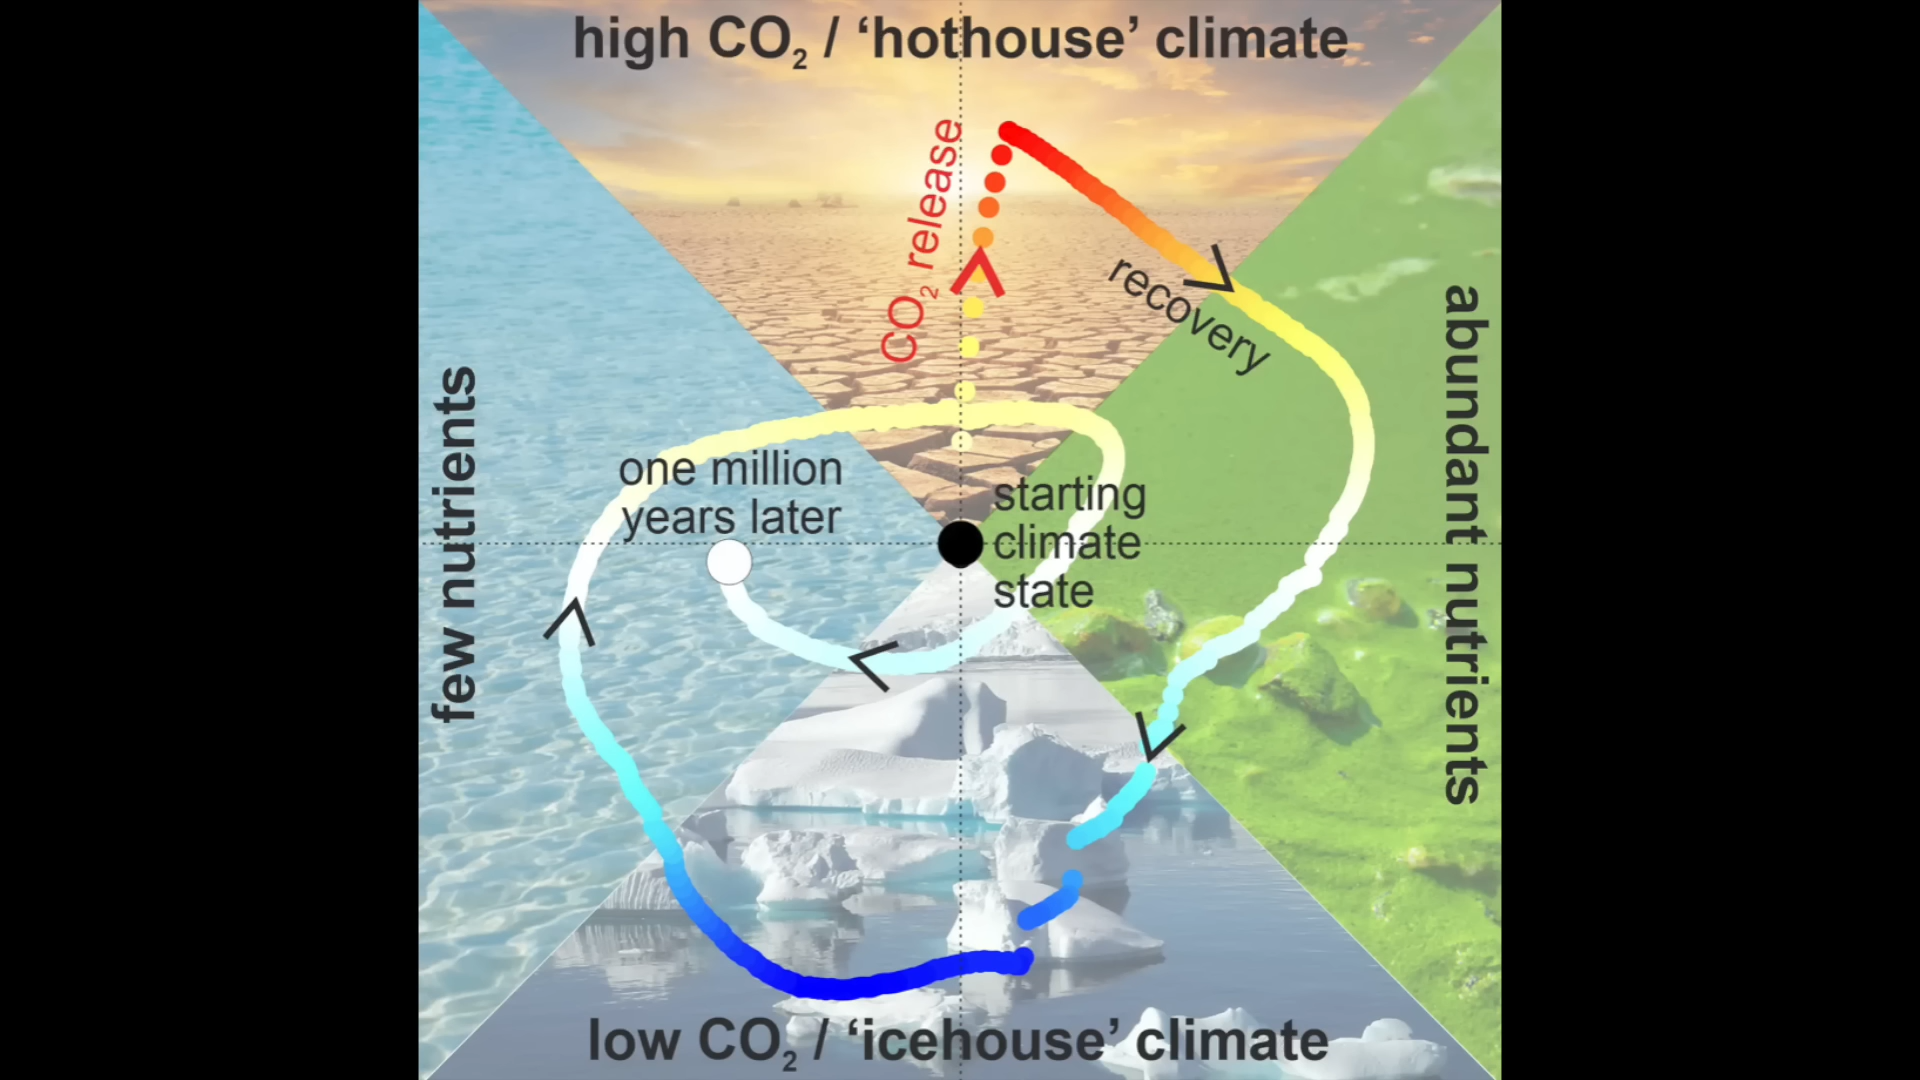 high CO₂ / ‘hothouse’ climate
CO₂ release
recovery
abundant nutrients
few nutrients
one million
years later
starting
climate
state
low CO₂ / ‘icehouse’ climate